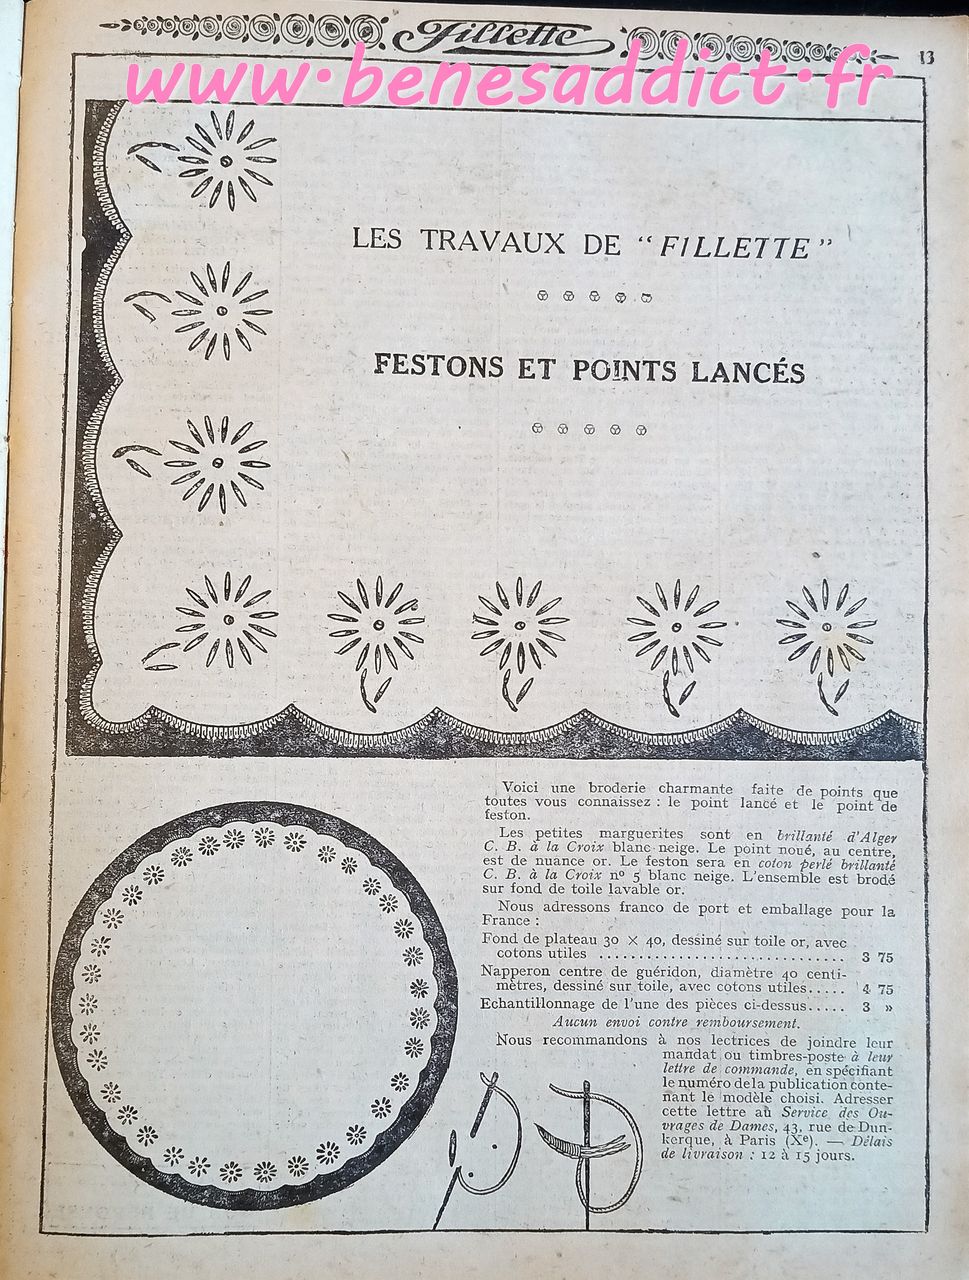 Fillette
13
www.benesaddict.fr
LES TRAVAUX DE “FILLETTE”
FESTONS ET POINTS LANCÉS
Voici une broderie charmante faite de points que
toutes vous connaissez : le point lancé et le point de
feston.
Les petites marguerites sont en brillanté d'Alger
C. B. à la Croix blanc neige. Le point noué, au centre,
est de nuance or. Le feston sera en coton perlé brillanté
C. B. à la Croix nº 5 blanc neige. L'ensemble est brodé
sur fond de toile lavable or.
Nous adressons franco de port et emballage pour la
France :
Fond de plateau 30 × 40, dessiné sur toile or, avec
cotons utiles .............................. 3 75
Napperon centre de guéridon, diamètre 40 centi-
mètres, dessiné sur toile, avec cotons utiles..... 4 75
Echantillonnage de l'une des pièces ci-dessus..... 3 »
Aucun envoi contre remboursement.
Nous recommandons à nos lectrices de joindre leur
mandat ou timbres-poste à leur
lettre de commande, en spécifiant
le numéro de la publication conte-
nant le modèle choisi. Adresser
cette lettre au Service des Ou-
vrages de Dames, 43, rue de Dun-
kerque, à Paris (Xe). — Délais
de livraison : 12 à 15 jours.